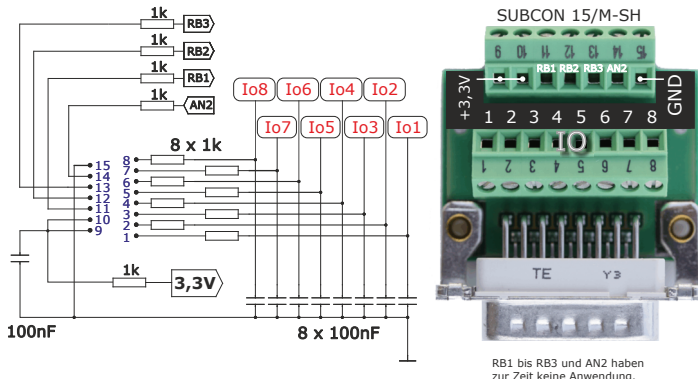 1k
RB3
1k
RB2
1k
RB1
1k
AN2
Io8
Io6
Io4
Io2
Io7
Io5
Io3
Io1
8 x 1k
15
14
13
12
11
10
9
8
7
6
5
4
3
2
1
1k
3,3V
100nF
8 x 100nF
SUBCON 15/M-SH
9 10 11 12 13 14 15
+3,3V
RB1 RB2 RB3 AN2
GND
1 2 3 4 5 6 7 8
IO
1 2 3 4 5 6 7 8
TE
Y3
RB1 bis RB3 und AN2 haben
zur Zeit keine Anwendung.